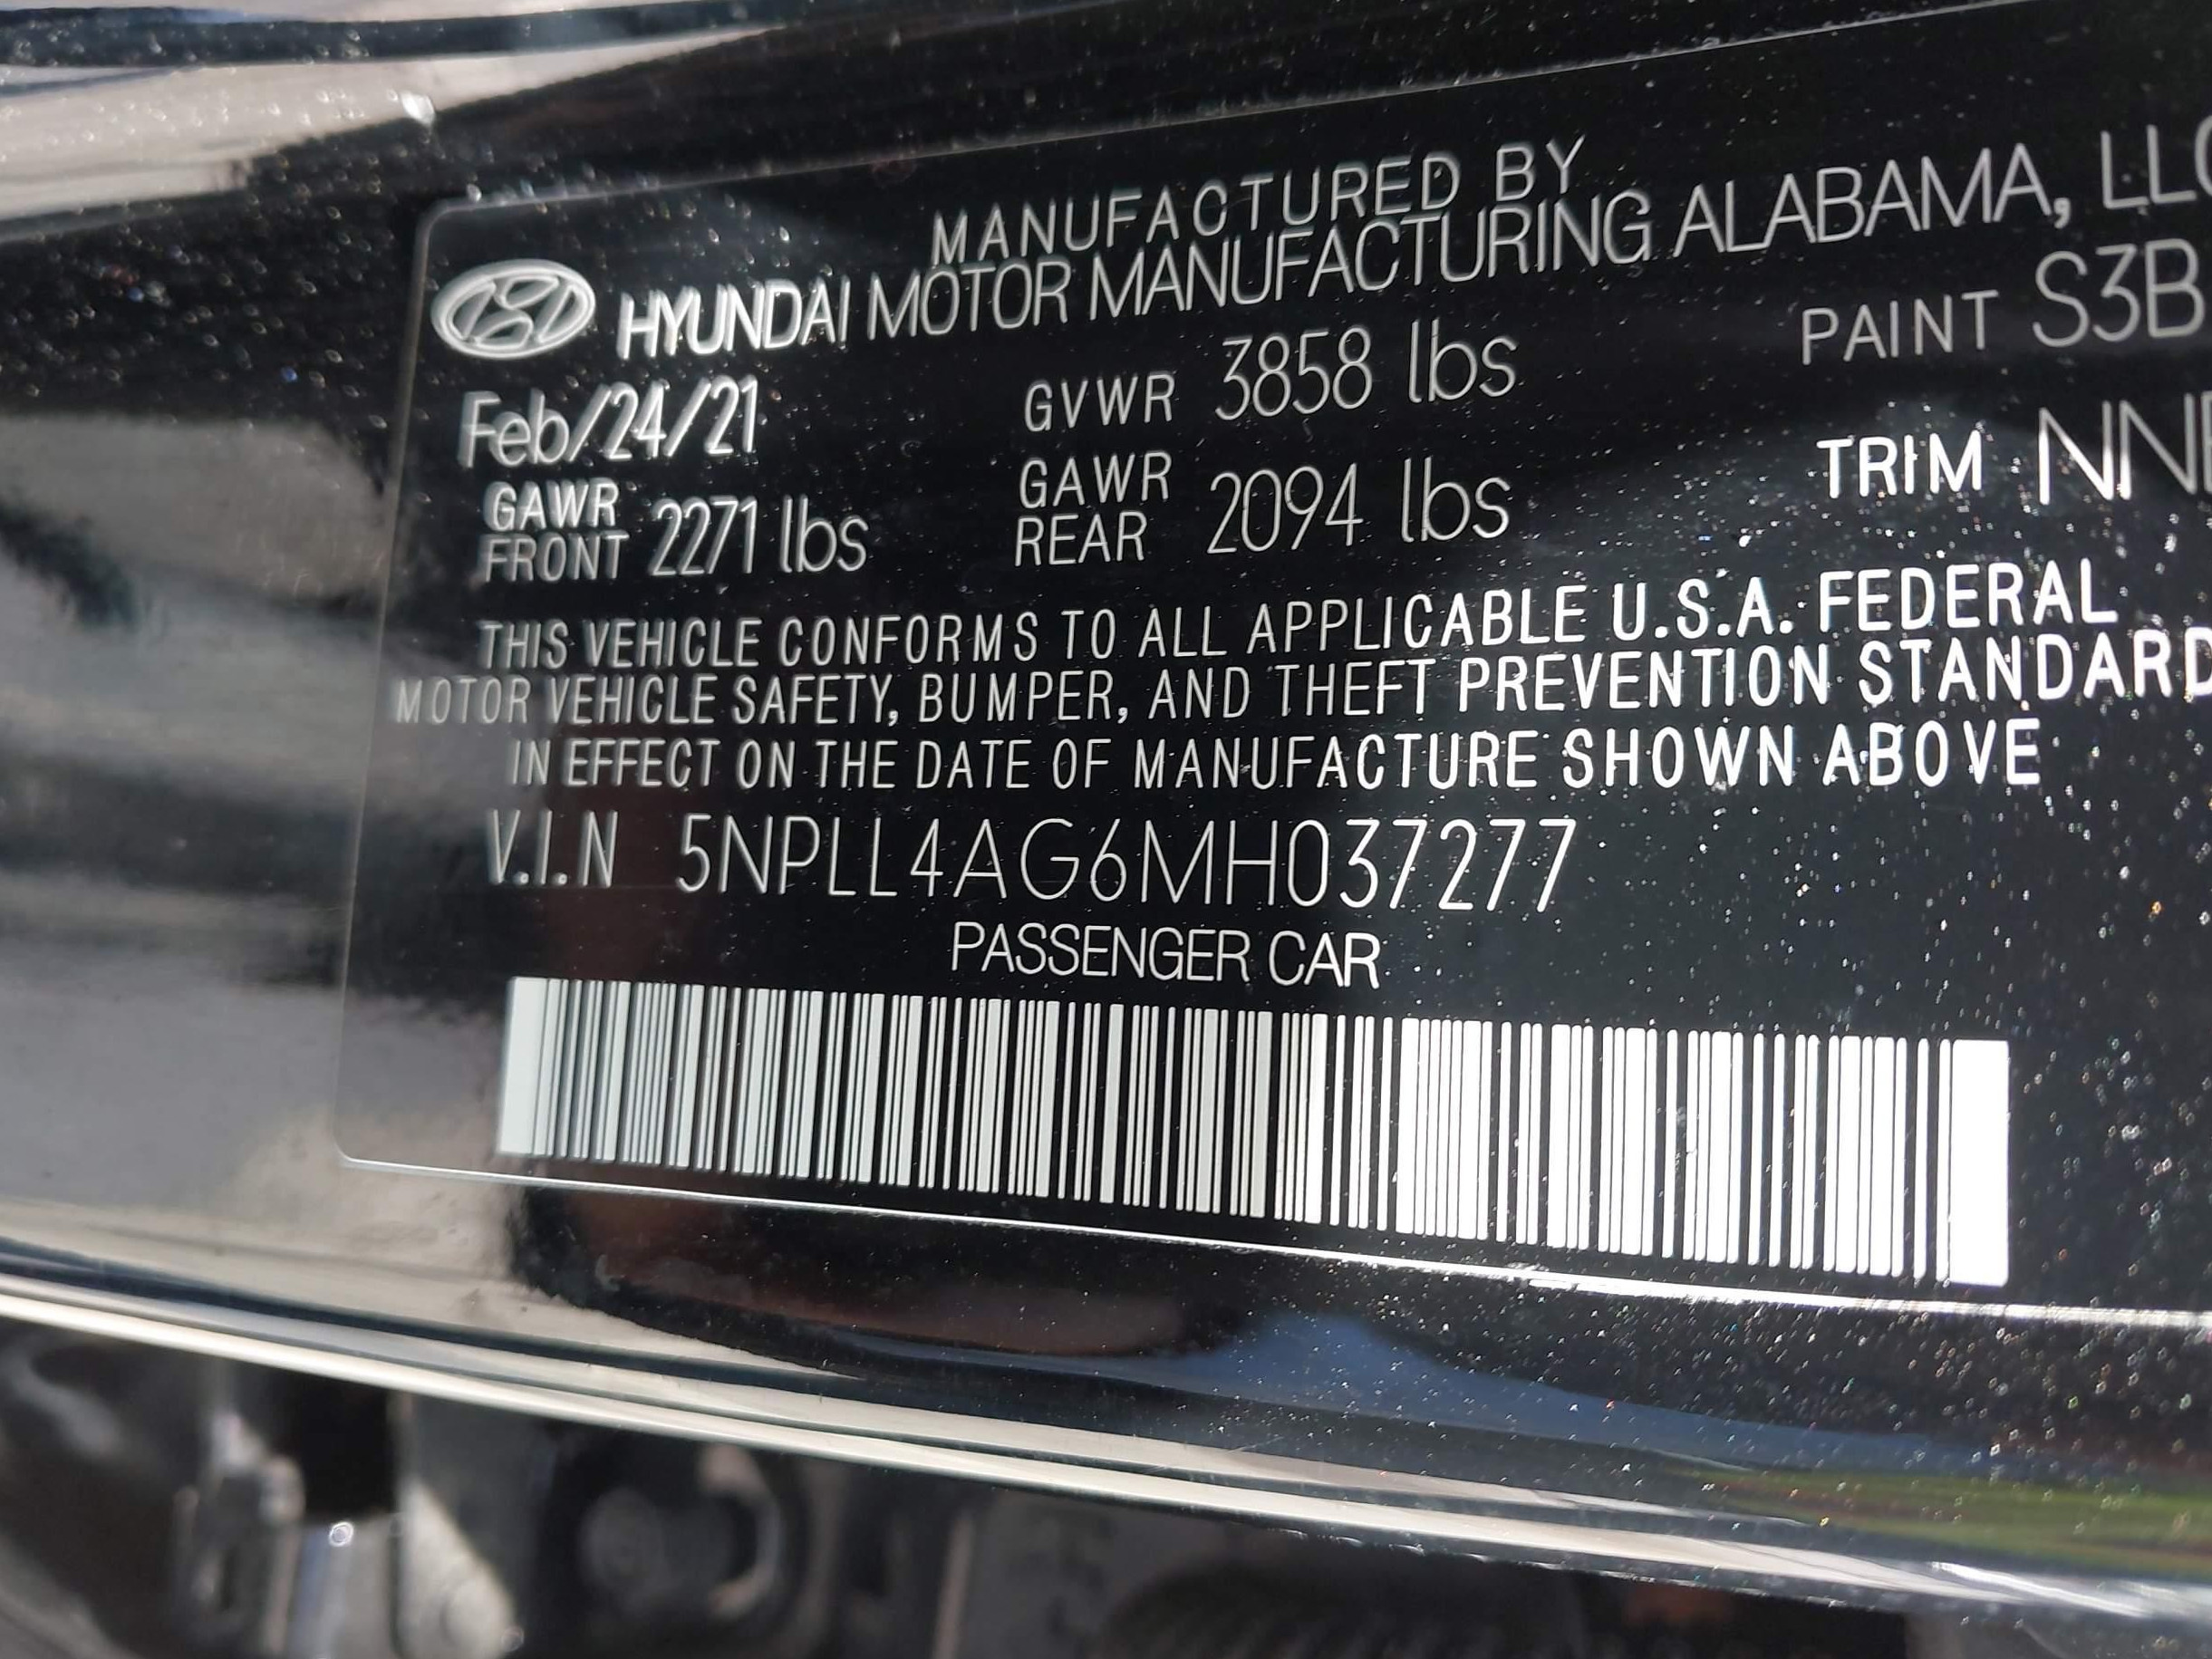 MANUFACTURED BY
HYUNDAI MOTOR MANUFACTURING ALABAMA, LLC
Feb/24/21 GVWR 3858 lbs PAINT S3B
GAWR FRONT 2271 lbs GAWR REAR 2094 lbs TRIM NN
THIS VEHICLE CONFORMS TO ALL APPLICABLE U.S.A. FEDERAL
MOTOR VEHICLE SAFETY, BUMPER, AND THEFT PREVENTION STANDARD
IN EFFECT ON THE DATE OF MANUFACTURE SHOWN ABOVE
V.I.N 5NPLL4AG6MH037277
PASSENGER CAR